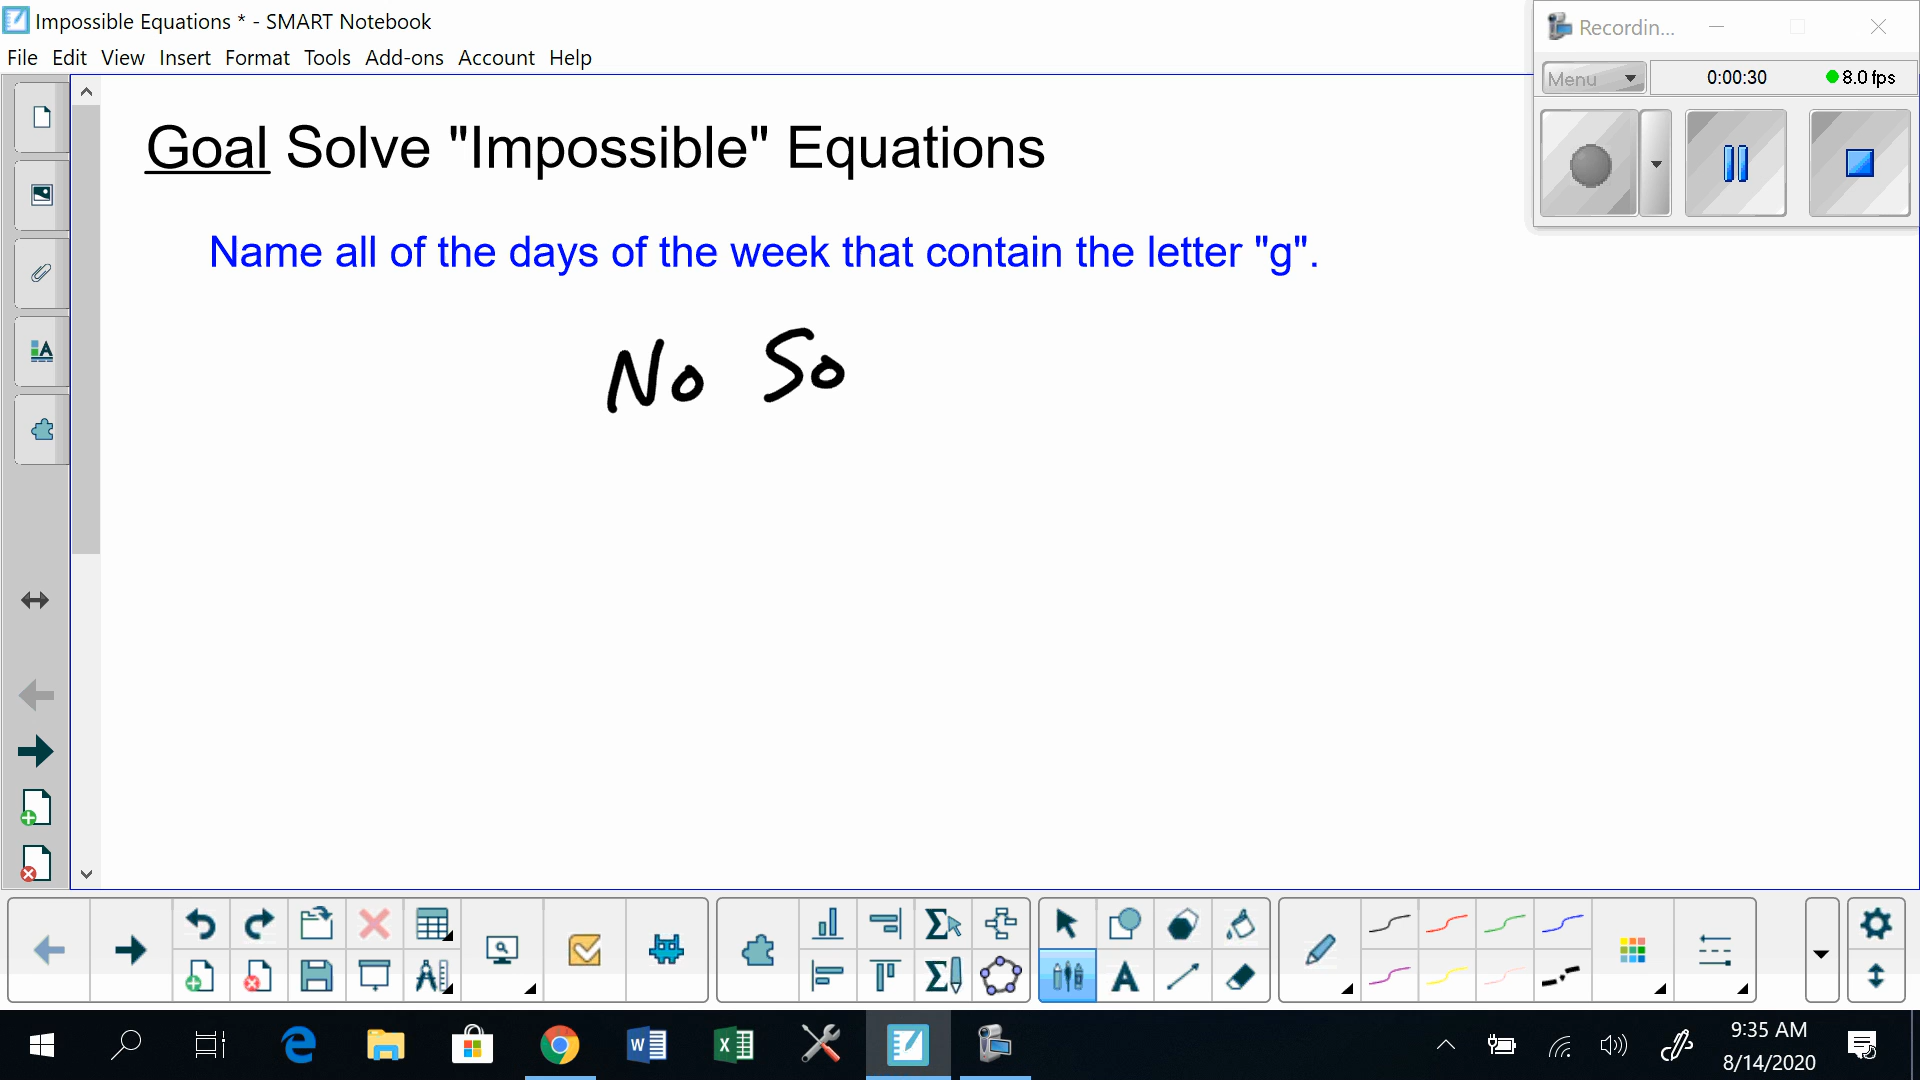 Impossible Equations * - SMART Notebook
File Edit View Insert Format Tools Add-ons Account Help
Recordin...
Menu 0:00:30 8.0 fps
Goal Solve "Impossible" Equations
Name all of the days of the week that contain the letter "g".
No So
9:35 AM
8/14/2020